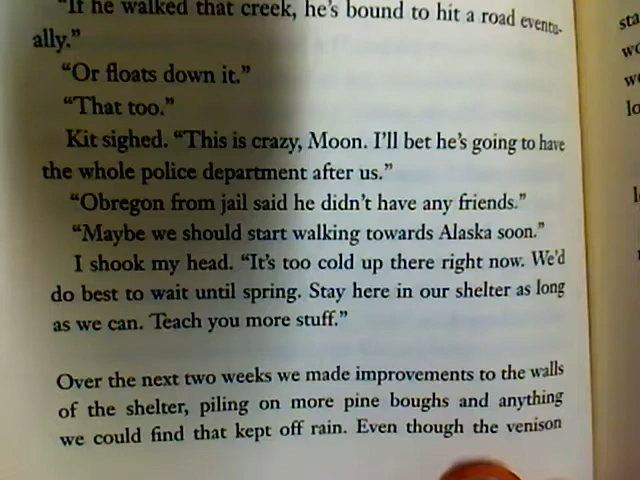 "If he walked that creek, he's bound to hit a road eventu-
ally."
"Or floats down it."
"That too."
Kit sighed. "This is crazy, Moon. I'll bet he's going to have
the whole police department after us."
"Obregon from jail said he didn't have any friends."
"Maybe we should start walking towards Alaska soon."
I shook my head. "It's too cold up there right now. We'd
do best to wait until spring. Stay here in our shelter as long
as we can. Teach you more stuff."
Over the next two weeks we made improvements to the walls
of the shelter, piling on more pine boughs and anything
we could find that kept off rain. Even though the venison